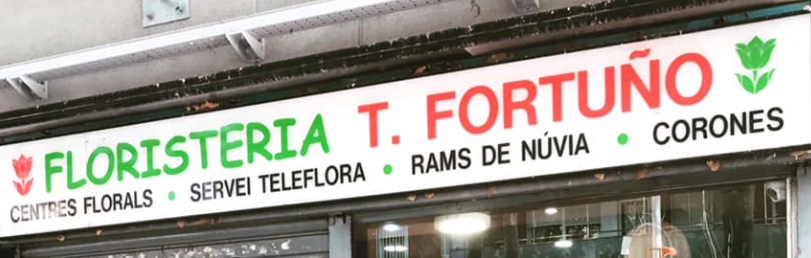 FLORISTERIA T. FORTUÑO
CENTRES FLORALS • SERVEI TELEFLORA • RAMS DE NÚVIA • CORONES